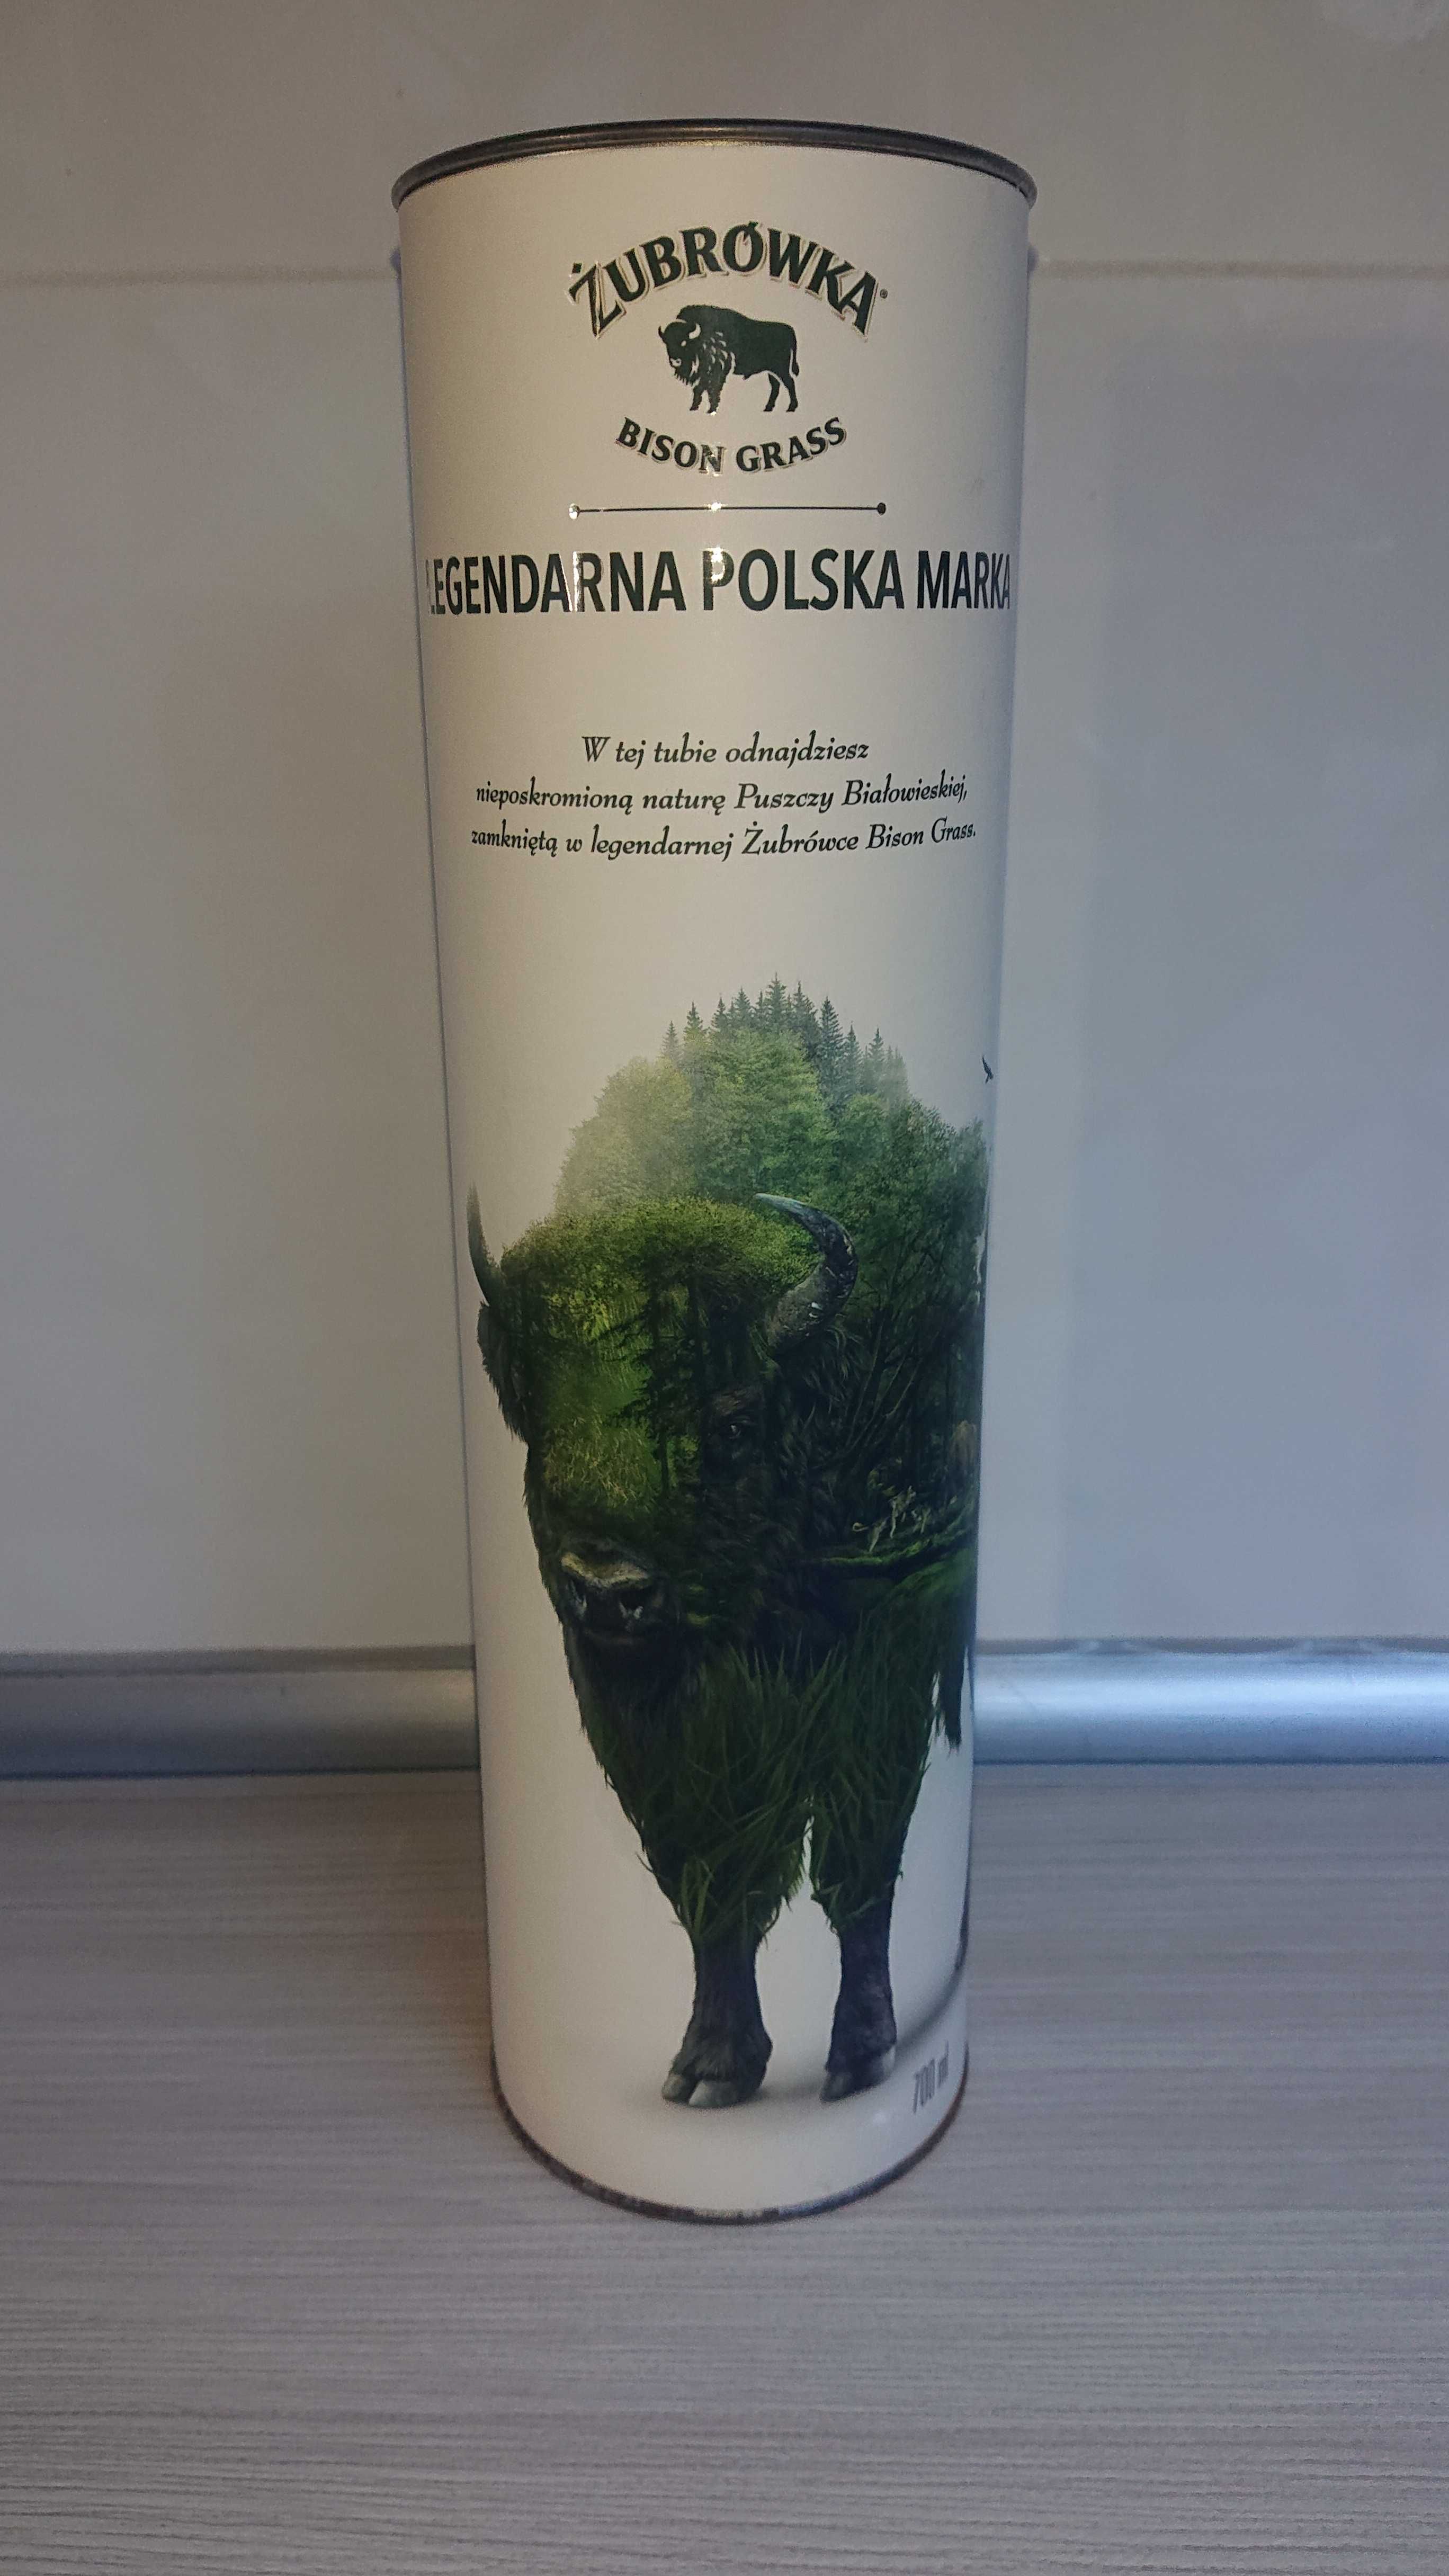 ŻUBRÓWKA®
BISON GRASS
LEGENDARNA POLSKA MARKA
W tej tubie odnajdziesz
nieposkromioną naturę Puszczy Białowieskiej,
zamkniętą w legendarnej Żubrówce Bison Grass.
700 ml